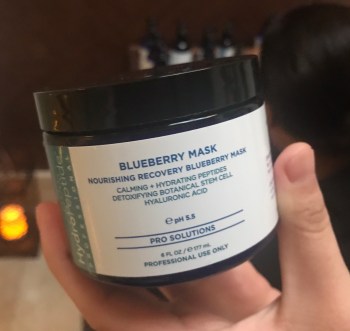 BLUEBERRY MASK
NOURISHING RECOVERY BLUEBERRY MASK
CALMING + HYDRATING PEPTIDES
DETOXIFYING BOTANICAL STEM CELL
HYALURONIC ACID
pH 5.5
PRO SOLUTIONS
6 FL OZ / ℮ 177 mL
PROFESSIONAL USE ONLY